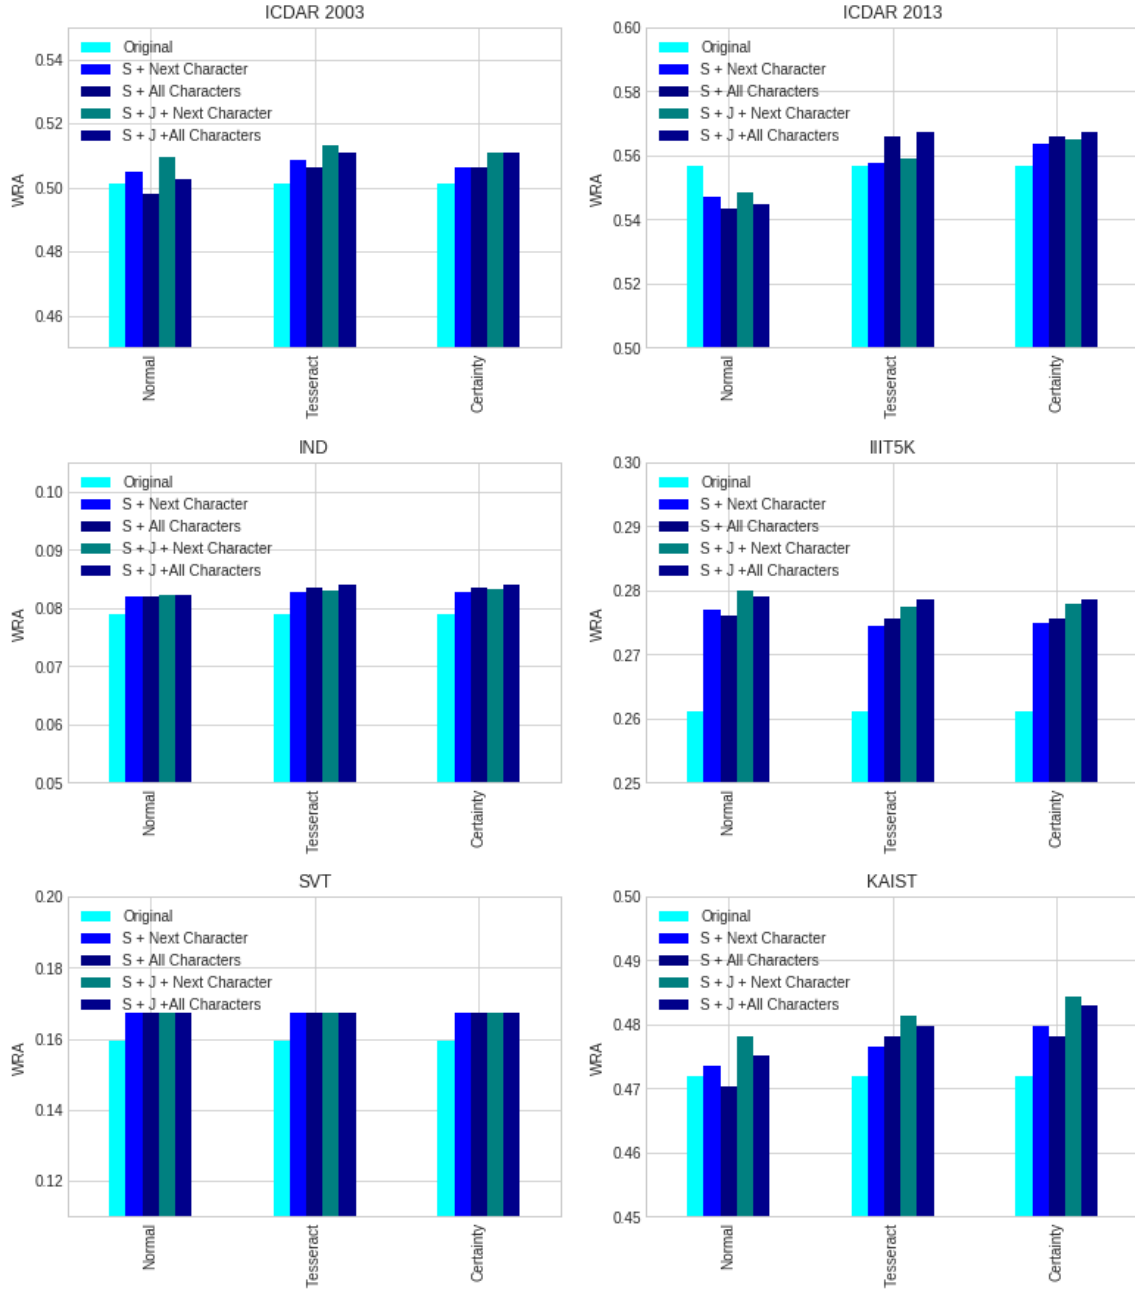 ICDAR 2003
0.54
0.52
0.50
0.48
0.46
WRA
Original
S + Next Character
S + All Characters
S + J + Next Character
S + J +All Characters
Normal
Tesseract
Certainty
ICDAR 2013
0.60
0.58
0.56
0.54
0.52
0.50
WRA
Original
S + Next Character
S + All Characters
S + J + Next Character
S + J +All Characters
Normal
Tesseract
Certainty
IND
0.10
0.09
0.08
0.07
0.06
0.05
WRA
Original
S + Next Character
S + All Characters
S + J + Next Character
S + J +All Characters
Normal
Tesseract
Certainty
IIIT5K
0.30
0.29
0.28
0.27
0.26
0.25
WRA
Original
S + Next Character
S + All Characters
S + J + Next Character
S + J +All Characters
Normal
Tesseract
Certainty
SVT
0.20
0.18
0.16
0.14
0.12
WRA
Original
S + Next Character
S + All Characters
S + J + Next Character
S + J +All Characters
Normal
Tesseract
Certainty
KAIST
0.50
0.49
0.48
0.47
0.46
0.45
WRA
Original
S + Next Character
S + All Characters
S + J + Next Character
S + J +All Characters
Normal
Tesseract
Certainty